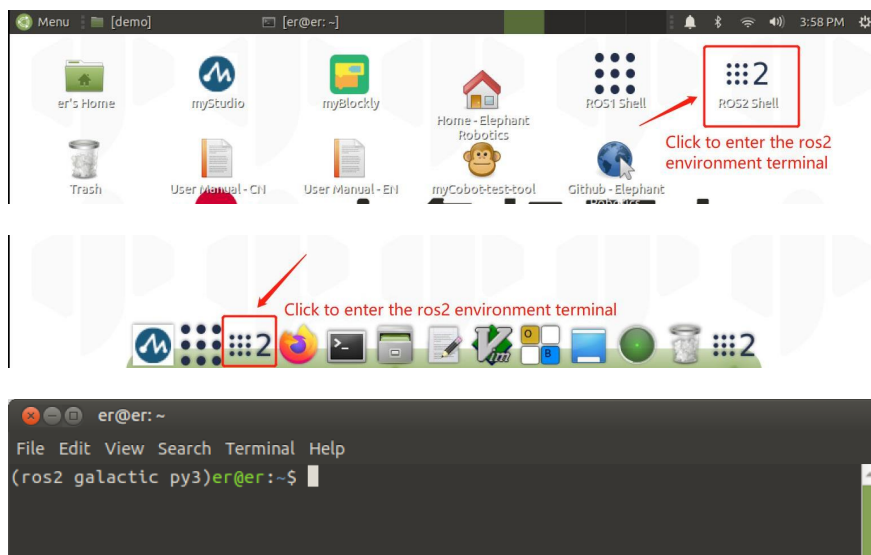 Menu [demo] [er@er: ~] 3:58 PM
er's Home myStudio myBlockly Home - Elephant Robotics ROS1 Shell 2 ROS2 Shell
Click to enter the ros2
environment terminal
Trash User Manual - CN User Manual - EN myCobot-test-tool Github - Elephant Robotics
Click to enter the ros2 environment terminal
2 >_ Vim O B 2
er@er: ~
File Edit View Search Terminal Help
(ros2 galactic py3)er@er:~$